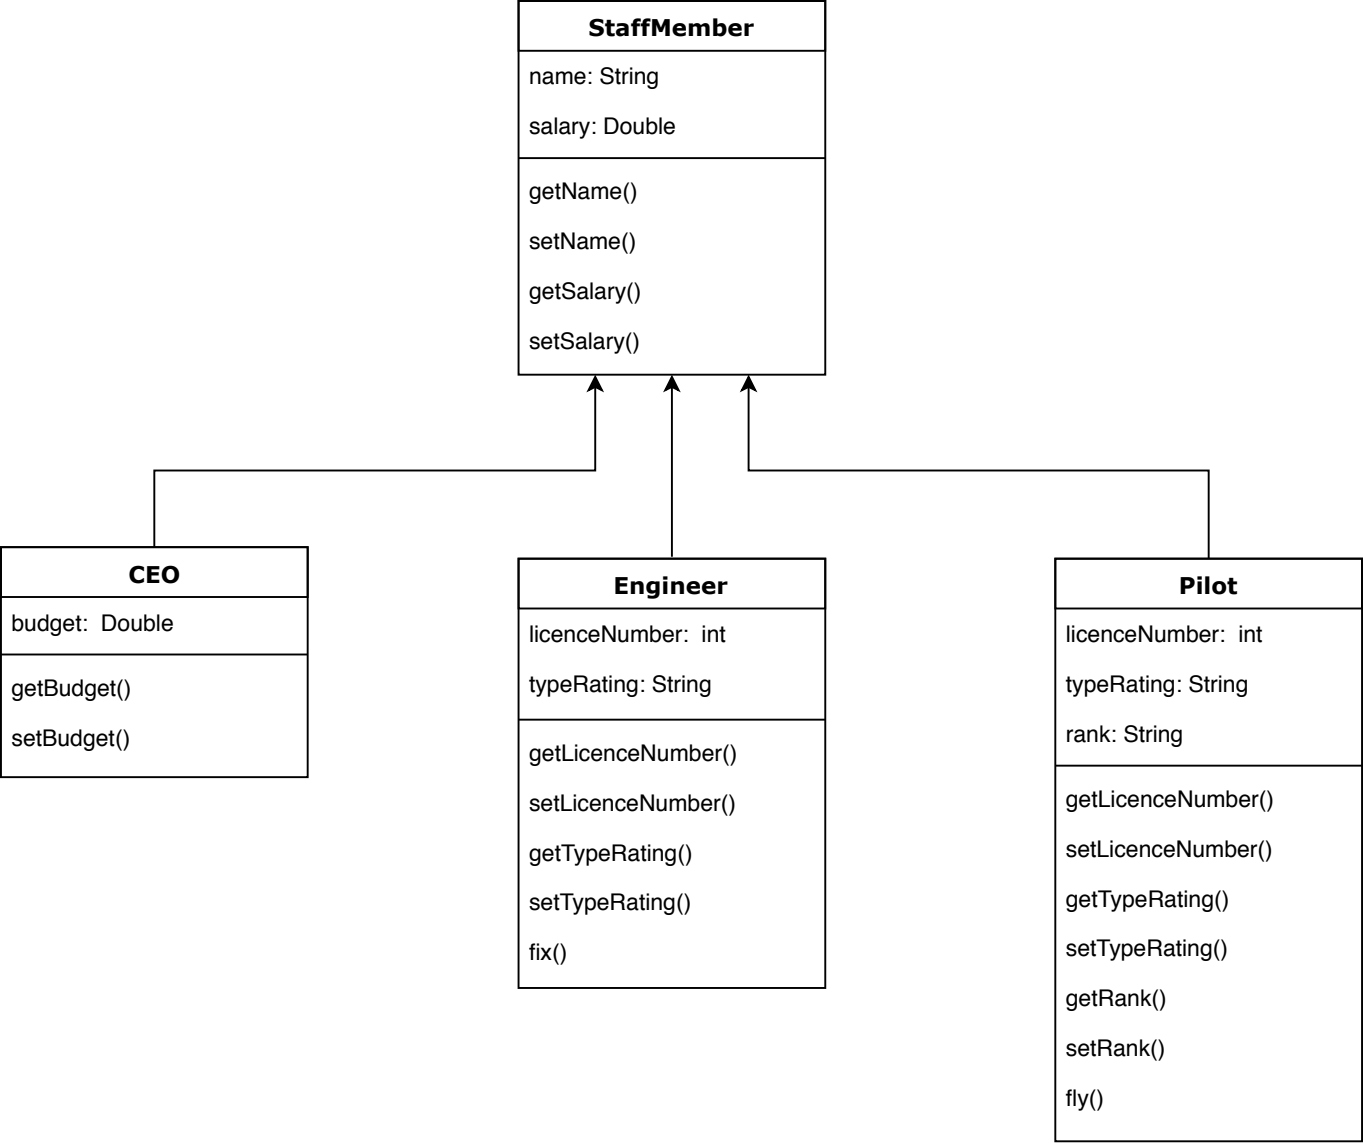 StaffMember
name: String
salary: Double
getName()
setName()
getSalary()
setSalary()
CEO
budget:  Double
getBudget()
setBudget()
Engineer
licenceNumber:  int
typeRating: String
getLicenceNumber()
setLicenceNumber()
getTypeRating()
setTypeRating()
fix()
Pilot
licenceNumber:  int
typeRating: String
rank: String
getLicenceNumber()
setLicenceNumber()
getTypeRating()
setTypeRating()
getRank()
setRank()
fly()